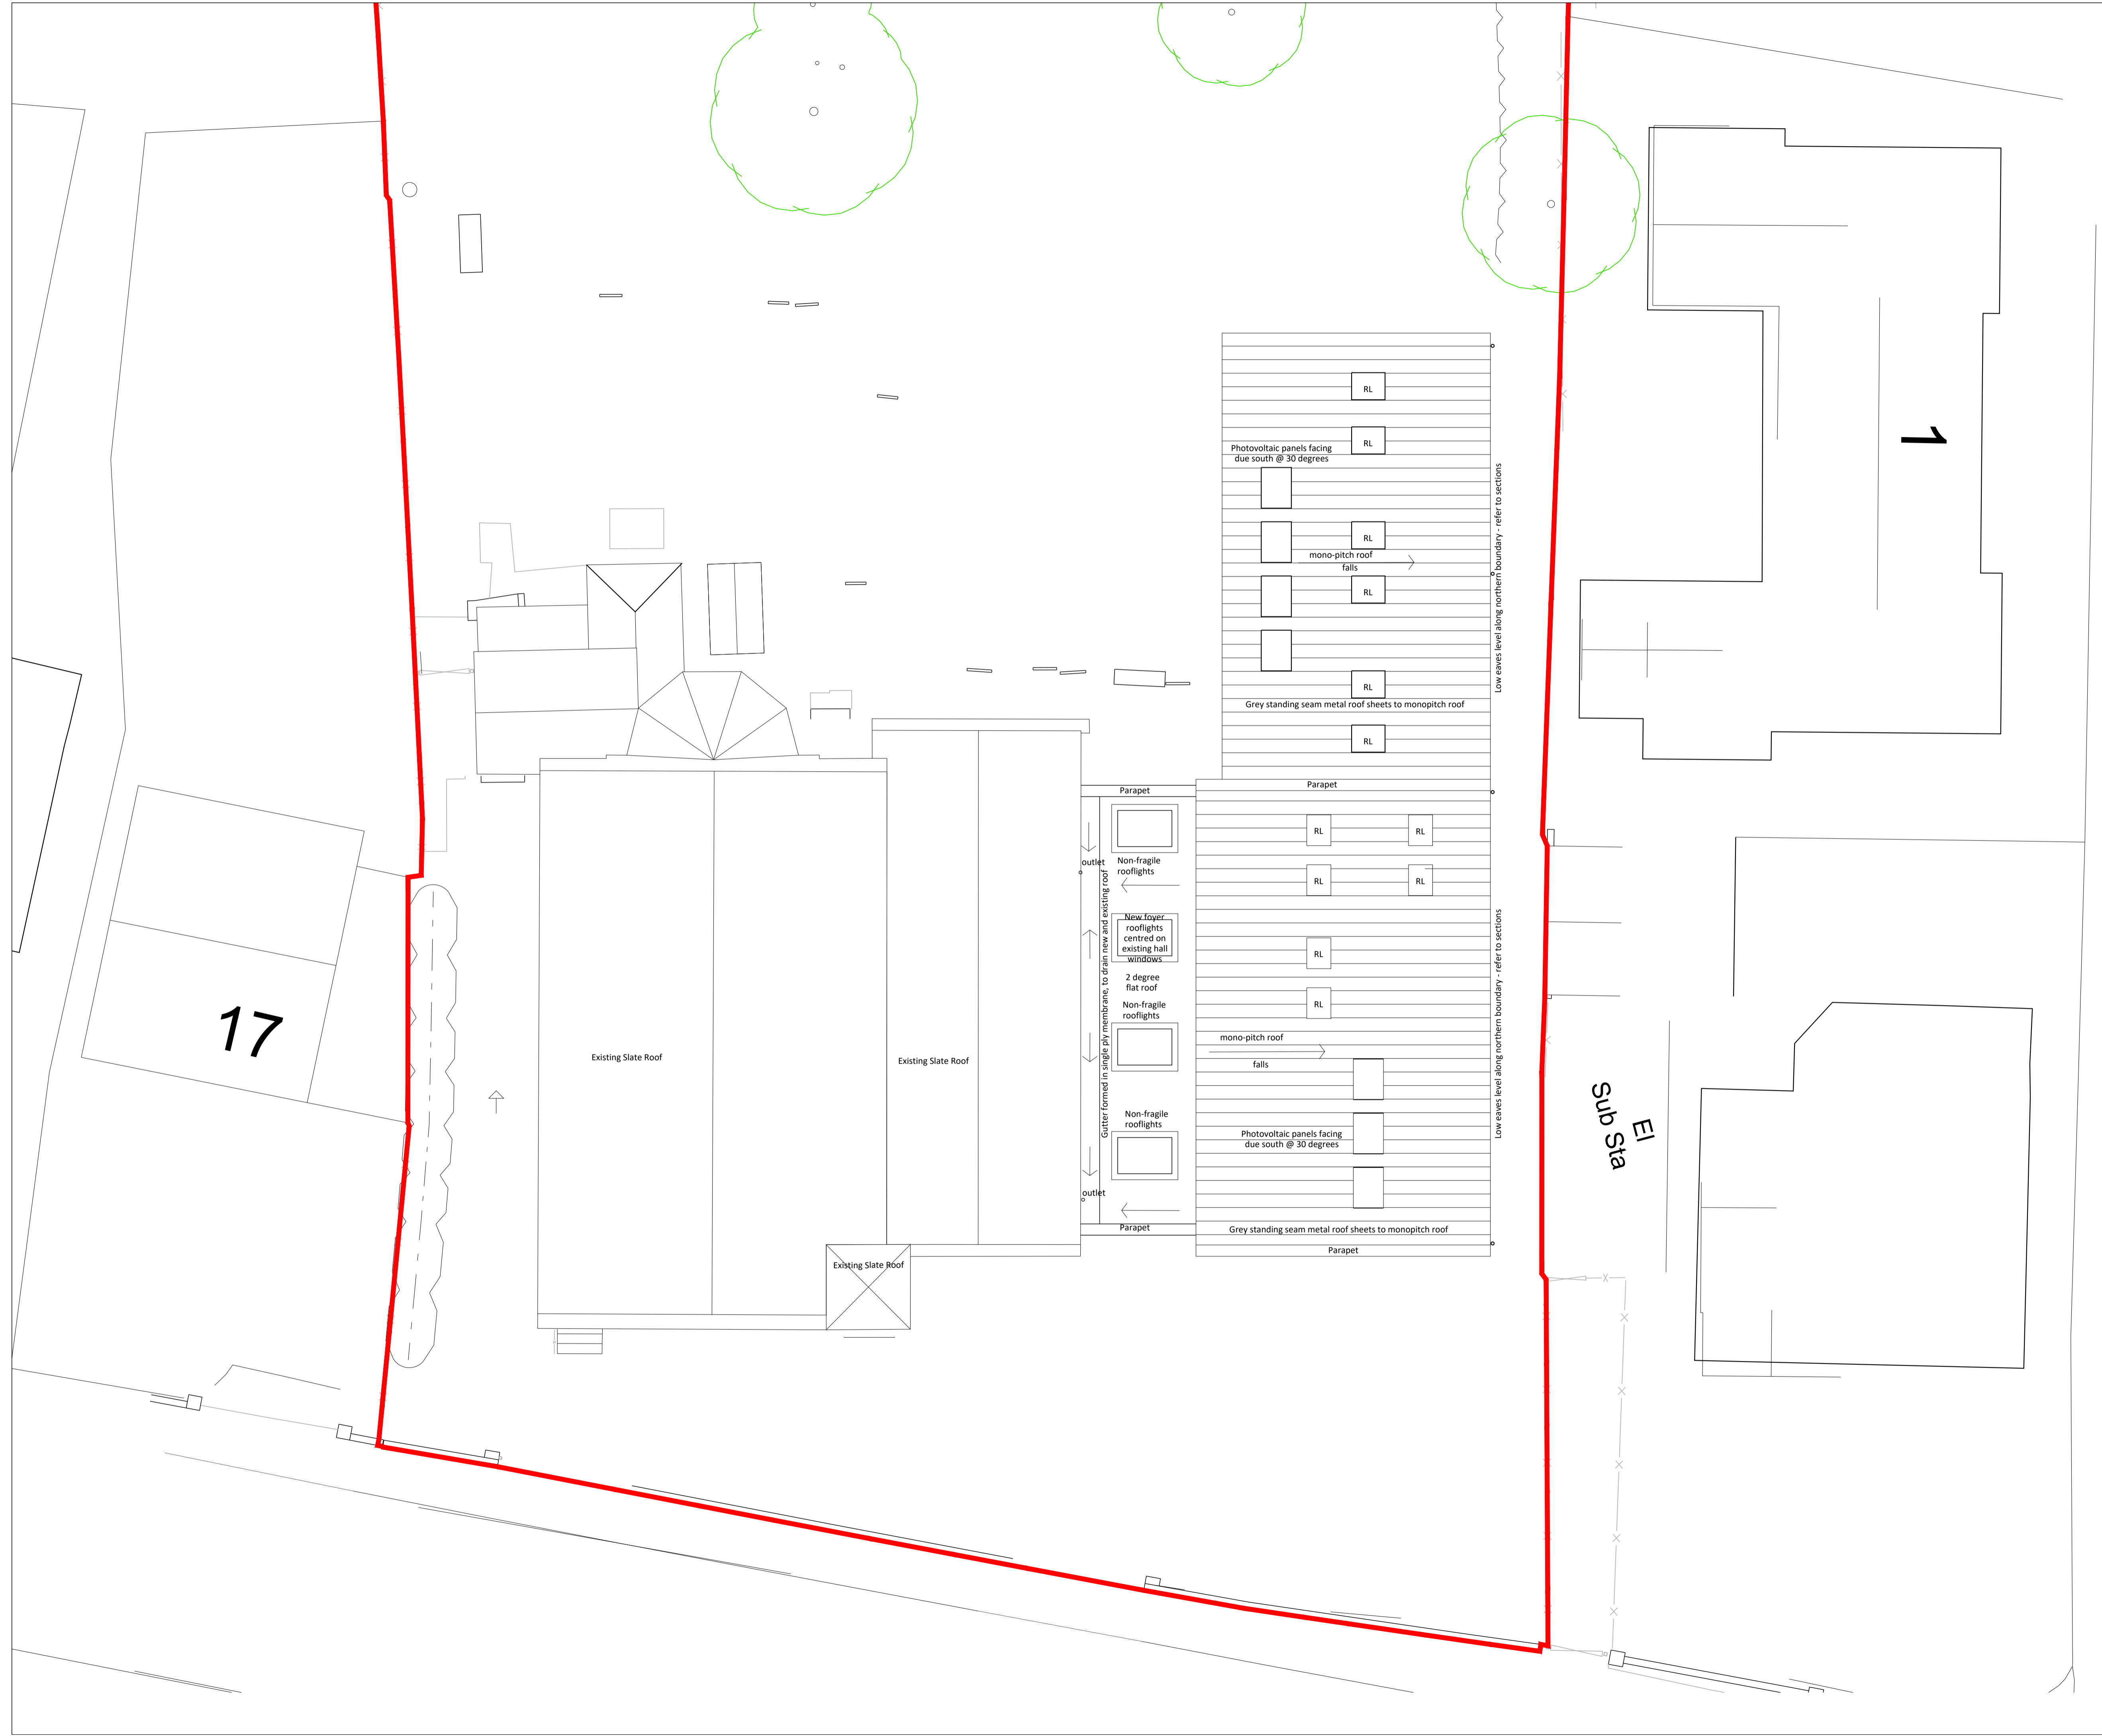 RL
RL
Photovoltaic panels facing
due south @ 30 degrees
RL
mono-pitch roof
falls
RL
RL
Grey standing seam metal roof sheets to monopitch roof
RL
Low eaves level along northern boundary - refer to sections
1
Parapet
Parapet
RL
RL
RL
RL
RL
RL
outlet
Non-fragile
rooflights
New foyer
rooflights
centred on
existing hall
windows
2 degree
flat roof
Non-fragile
rooflights
Non-fragile
rooflights
Gutter formed in single ply membrane, to drain new and existing roof
outlet
Parapet
mono-pitch roof
falls
Photovoltaic panels facing
due south @ 30 degrees
Grey standing seam metal roof sheets to monopitch roof
Parapet
Low eaves level along northern boundary - refer to sections
17
Existing Slate Roof
Existing Slate Roof
Existing Slate Roof
El
Sub Sta